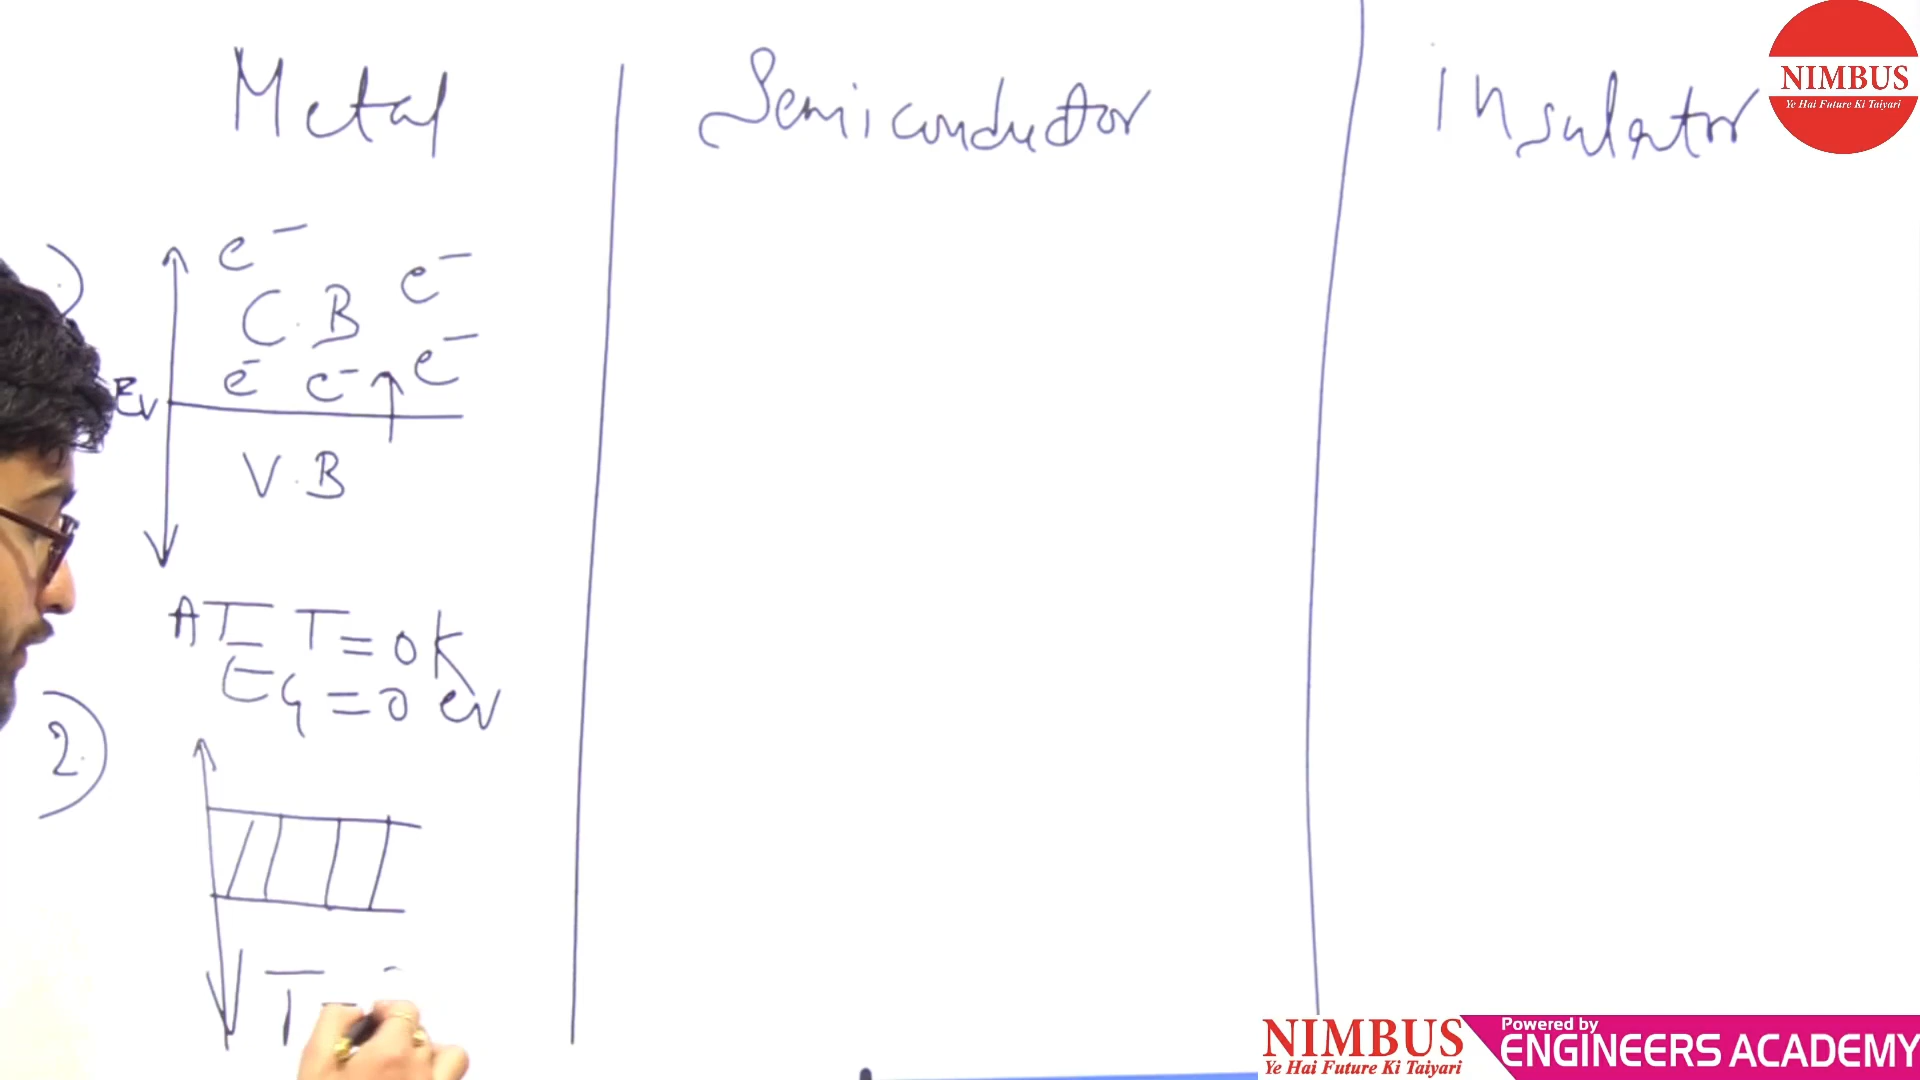 Metal
Semiconductor
Insulator
NIMBUS
Ye Hai Future Ki Taiyari
e⁻
e⁻
C.B
e⁻ e⁻ e⁻
Ev
V.B
AT T=0K
EG=0 ev
2.)
T=
NIMBUS
Ye Hai Future Ki Taiyari
Powered by
ENGINEERS ACADEMY